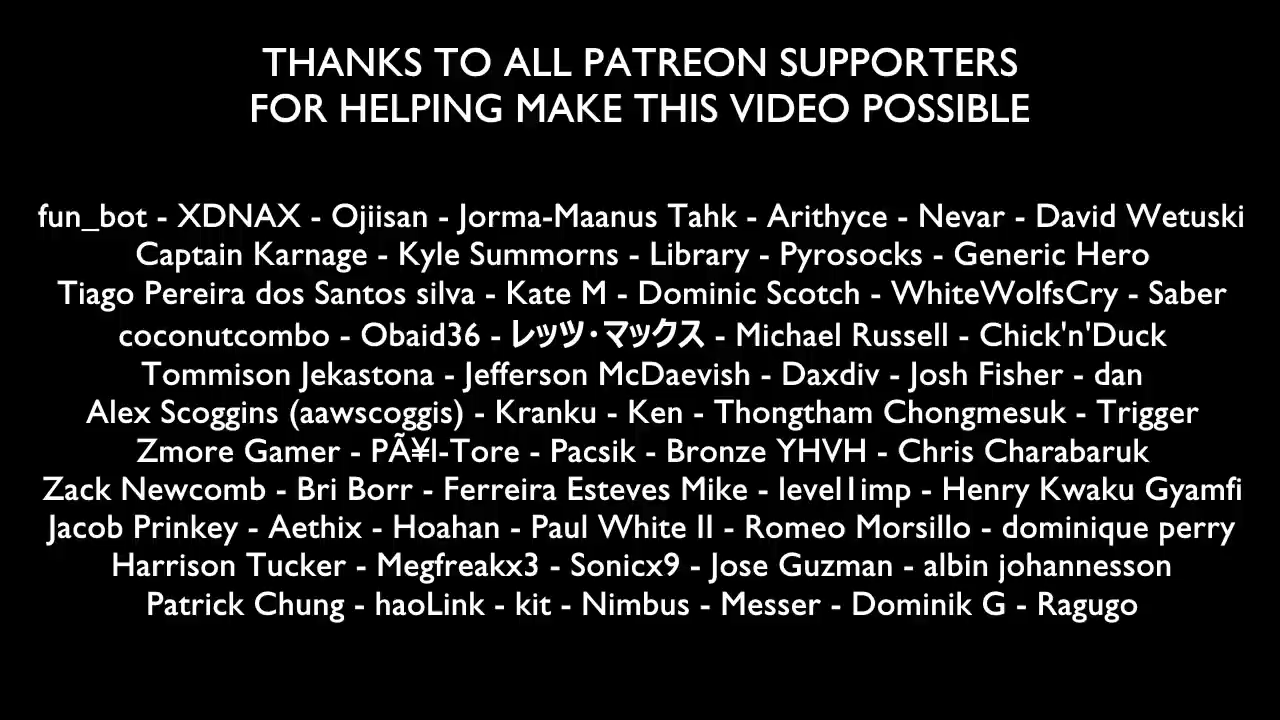 THANKS TO ALL PATREON SUPPORTERS
FOR HELPING MAKE THIS VIDEO POSSIBLE
fun_bot - XDNAX - Ojiisan - Jorma-Maanus Tahk - Arithyce - Nevar - David Wetuski
Captain Karnage - Kyle Summorns - Library - Pyrosocks - Generic Hero
Tiago Pereira dos Santos silva - Kate M - Dominic Scotch - WhiteWolfsCry - Saber
coconutcombo - Obaid36 - レッツ・マックス - Michael Russell - Chick'n'Duck
Tommison Jekastona - Jefferson McDaevish - Daxdiv - Josh Fisher - dan
Alex Scoggins (aawscoggis) - Kranku - Ken - Thongtham Chongmesuk - Trigger
Zmore Gamer - PÃ¥l-Tore - Pacsik - Bronze YHVH - Chris Charabaruk
Zack Newcomb - Bri Borr - Ferreira Esteves Mike - level1imp - Henry Kwaku Gyamfi
Jacob Prinkey - Aethix - Hoahan - Paul White II - Romeo Morsillo - dominique perry
Harrison Tucker - Megfreakx3 - Sonicx9 - Jose Guzman - albin johannesson
Patrick Chung - haoLink - kit - Nimbus - Messer - Dominik G - Ragugo